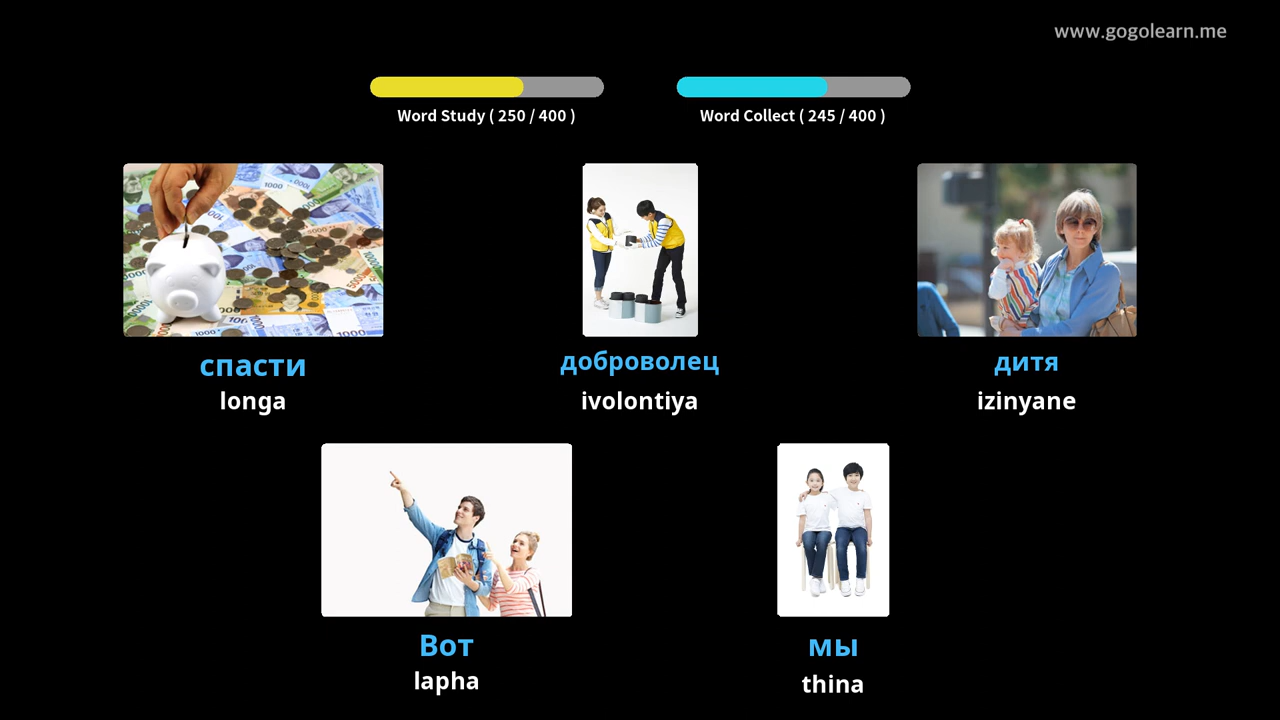 www.gogolearn.me
Word Study ( 250 / 400 )
Word Collect ( 245 / 400 )
спасти
longa
доброволец
ivolontiya
дитя
izinyane
Вот
lapha
мы
thina